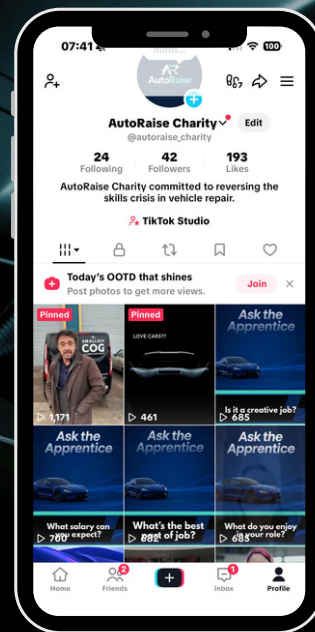 07:41
100
AR
AutoRaise
AutoRaise Charity
Edit
@autoraise_charity
24
Following
42
Followers
193
Likes
AutoRaise Charity committed to reversing the
skills crisis in vehicle repair.
TikTok Studio
Today's OOTD that shines
Post photos to get more views.
Join
Pinned
SMALLEST
COG
1,171
Pinned
LOVE CARS??
461
Ask the
Apprentice
Is it a creative job?
685
Ask the
Apprentice
What salary can
you expect?
Ask the
Apprentice
What's the best
part of job?
Ask the
Apprentice
What do you enjoy
in your role?
685
Home
2
Friends
1
Inbox
Profile